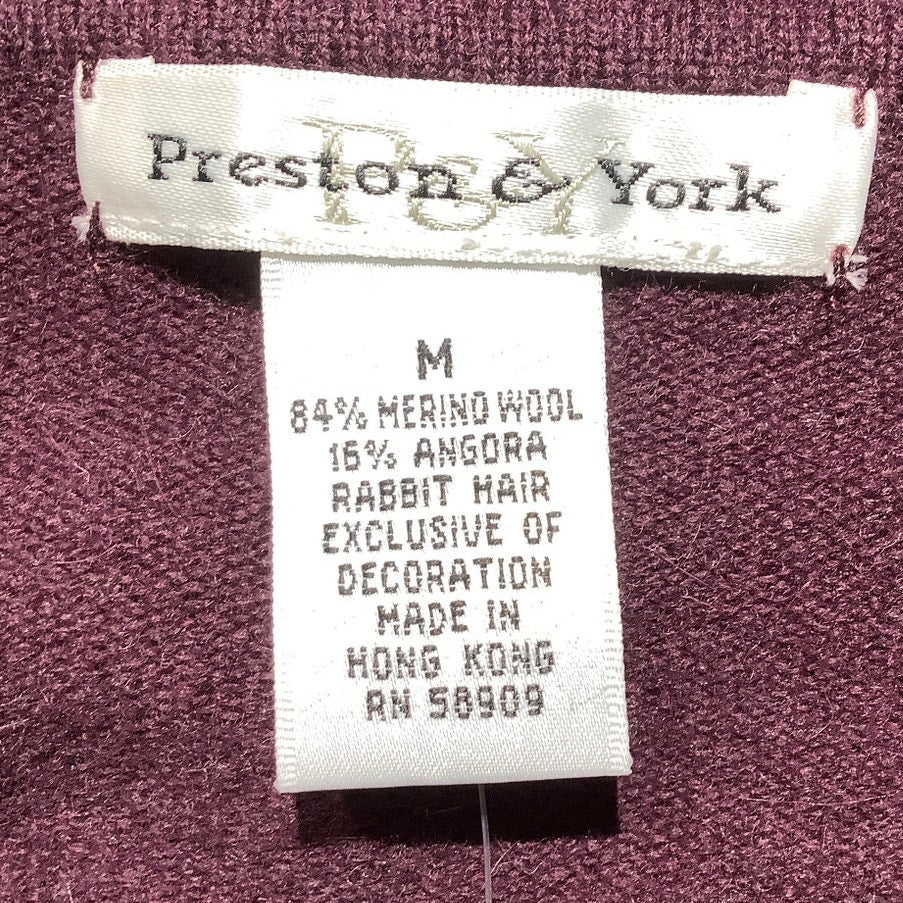 P&Y
Preston & York
M
84% MERINO WOOL
16% ANGORA
RABBIT HAIR
EXCLUSIVE OF
DECORATION
MADE IN
HONG KONG
RN 58909